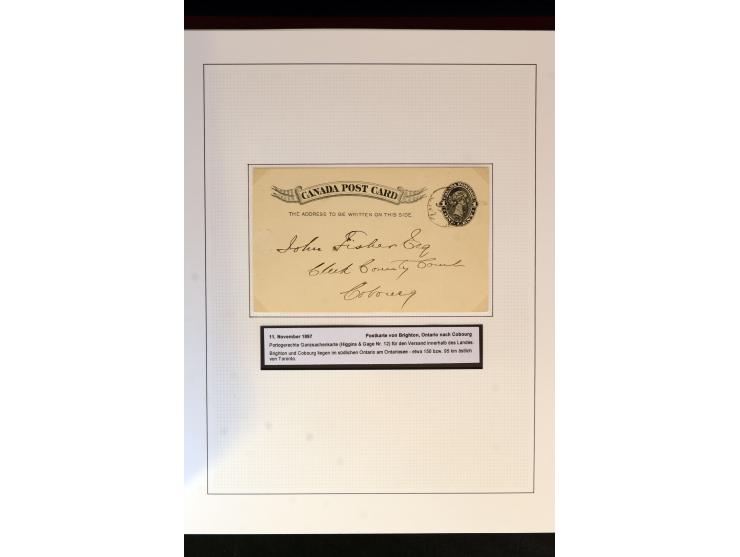 CANADA POST CARD
THE ADDRESS TO BE WRITTEN ON THIS SIDE.
John Fisher Esq
Clerk County Court
Cobourg
11. November 1897 Postkarte von Brighton, Ontario nach Cobourg
Portogerechte Ganzsachenkarte (Higgins & Gage Nr. 12) für den Versand innerhalb des Landes.
Brighton und Cobourg liegen im südlichen Ontario am Ontariosee - etwa 150 bzw. 95 km östlich
von Toronto.